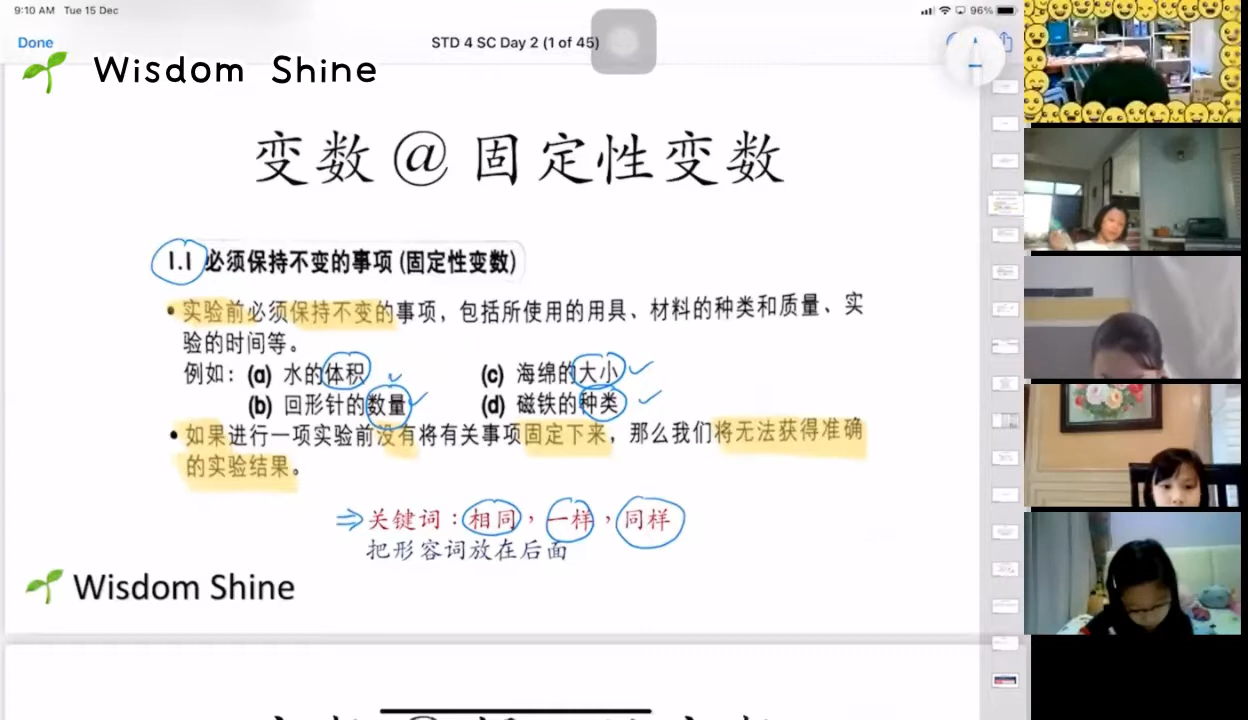 9:10 AM Tue 15 Dec
96%
Done
STD 4 SC Day 2 (1 of 45)
Wisdom Shine
变数@固定性变数
1.1 必须保持不变的事项 (固定性变数)
• 实验前必须保持不变的事项，包括所使用的用具、材料的种类和质量、实
验的时间等。
例如： (a) 水的体积 (c) 海绵的大小
(b) 回形针的数量 (d) 磁铁的种类
• 如果进行一项实验前没有将有关事项固定下来，那么我们将无法获得准确
的实验结果。
⇒ 关键词：相同，一样，同样
把形容词放在后面
Wisdom Shine